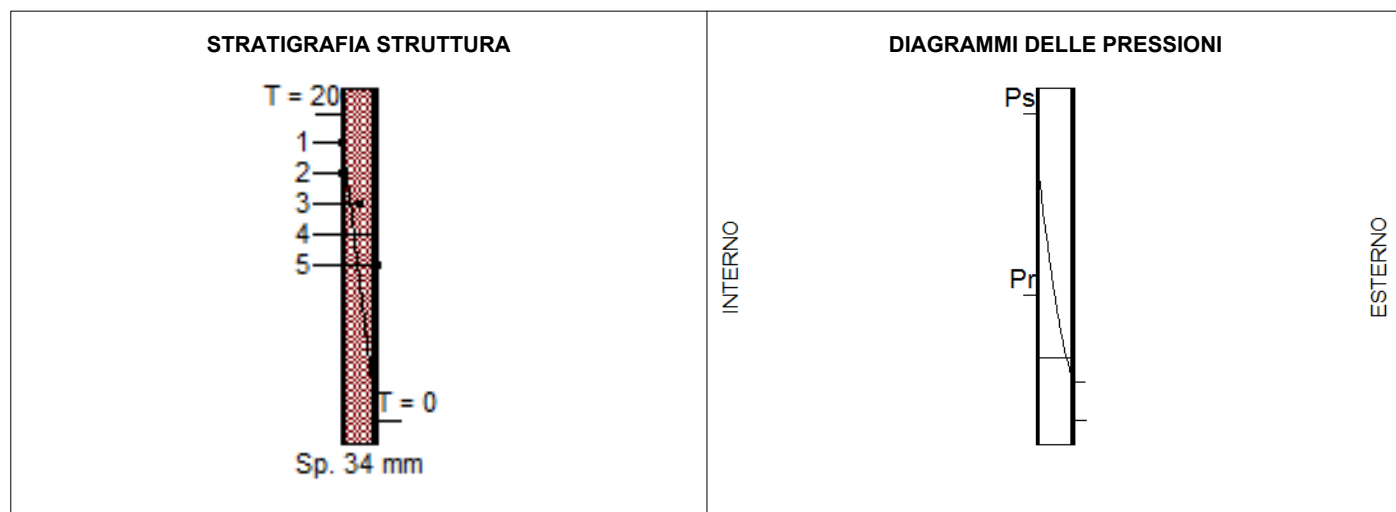 STRATIGRAFIA STRUTTURA
T = 20
1
2
3
4
5
T = 0
Sp. 34 mm
DIAGRAMMI DELLE PRESSIONI
INTERNO
Ps
Pr
ESTERNO